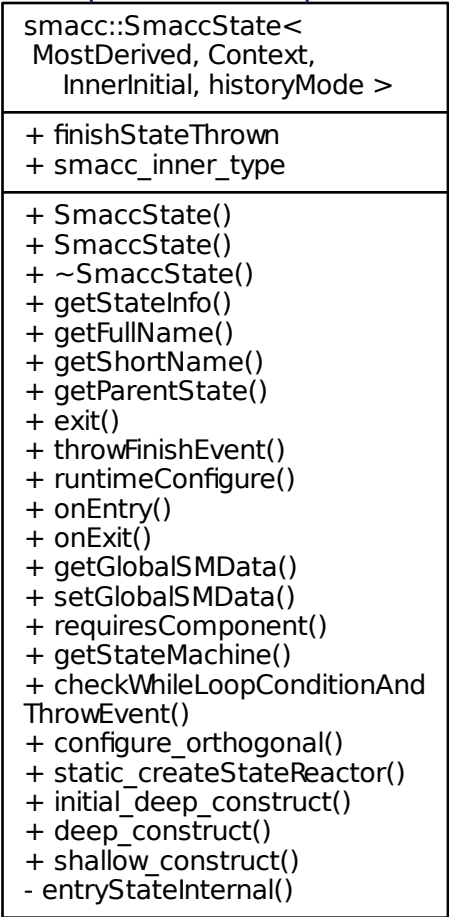 smacc::SmaccState<
MostDerived, Context,
InnerInitial, historyMode >
+ finishStateThrown
+ smacc_inner_type
+ SmaccState()
+ SmaccState()
+ ~SmaccState()
+ getStateInfo()
+ getFullName()
+ getShortName()
+ getParentState()
+ exit()
+ throwFinishEvent()
+ runtimeConfigure()
+ onEntry()
+ onExit()
+ getGlobalSMData()
+ setGlobalSMData()
+ requiresComponent()
+ getStateMachine()
+ checkWhileLoopConditionAnd
ThrowEvent()
+ configure_orthogonal()
+ static_createStateReactor()
+ initial_deep_construct()
+ deep_construct()
+ shallow_construct()
- entryStateInternal()